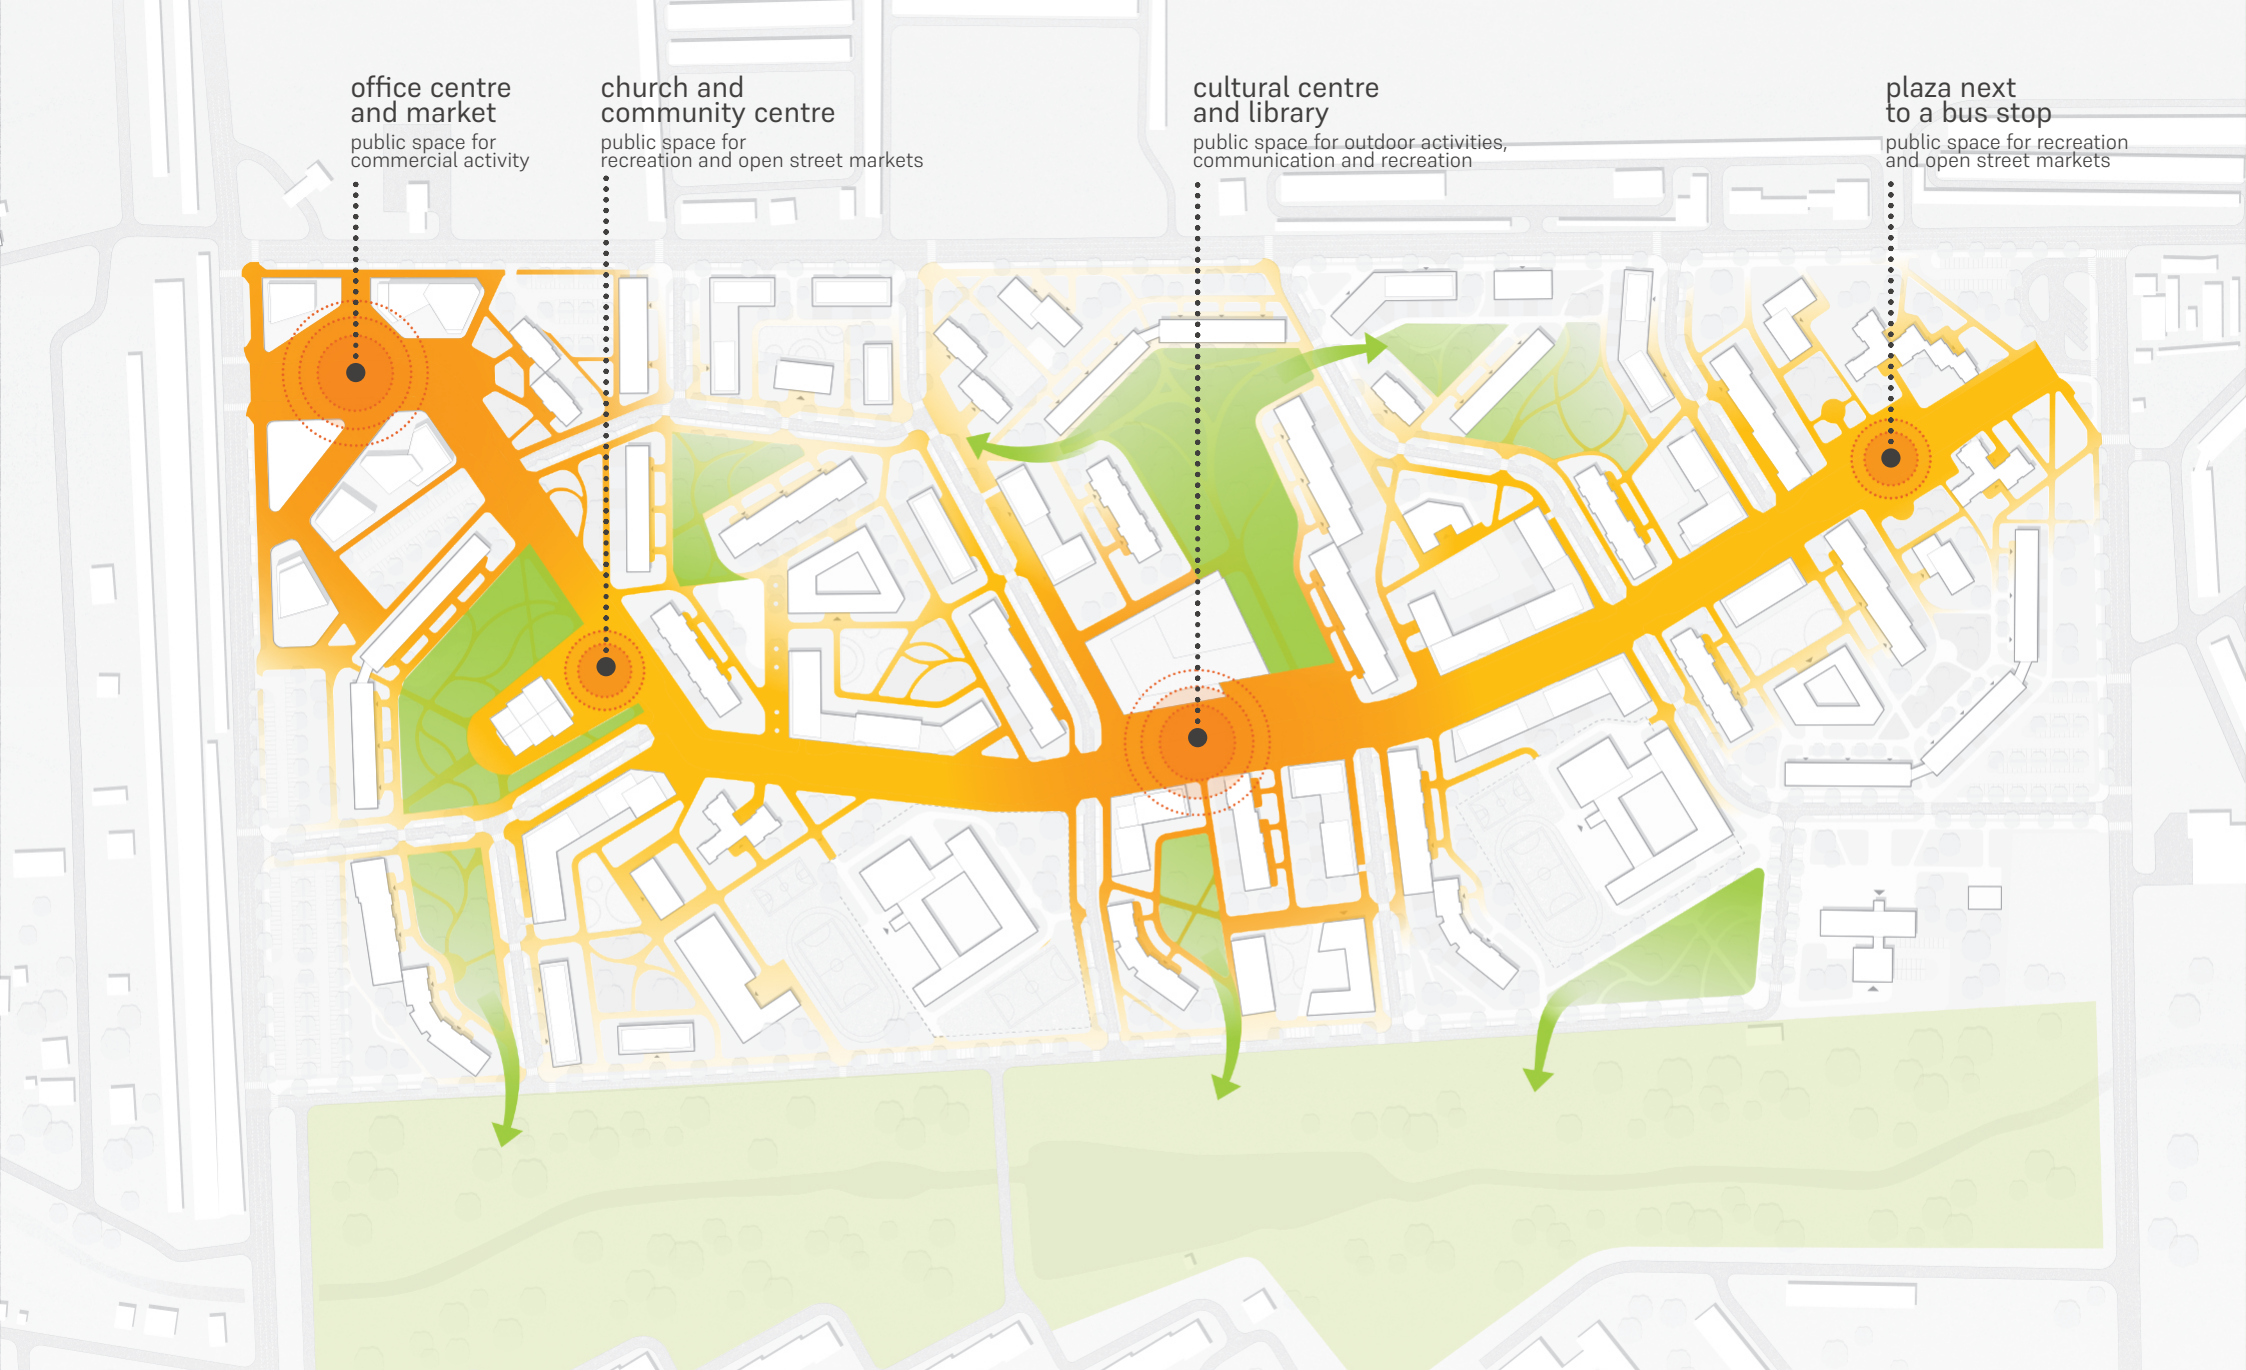 office centre
and market
public space for
commercial activity
church and
community centre
public space for
recreation and open street markets
cultural centre
and library
public space for outdoor activities,
communication and recreation
plaza next
to a bus stop
public space for recreation
and open street markets